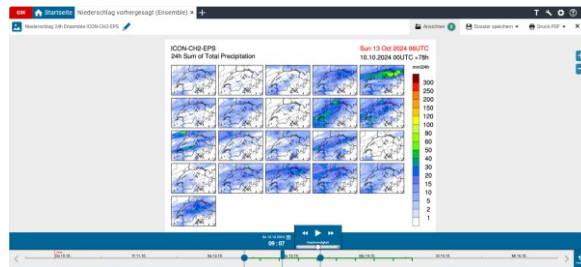 GIN Startseite Niederschlag vorhergesagt (Ensemble) × +
Niederschlag 24h Ensemble ICON-CH2-EPS
Ansichten
Dossier speichern
Druck-PDF
ICON-CH2-EPS
Sun 13 Oct 2024 06UTC
24h Sum of Total Precipitation
10.10.2024 00UTC +78h
mm/24h
300
250
200
150
120
100
80
60
50
40
30
20
15
10
5
2
1
09 : 07